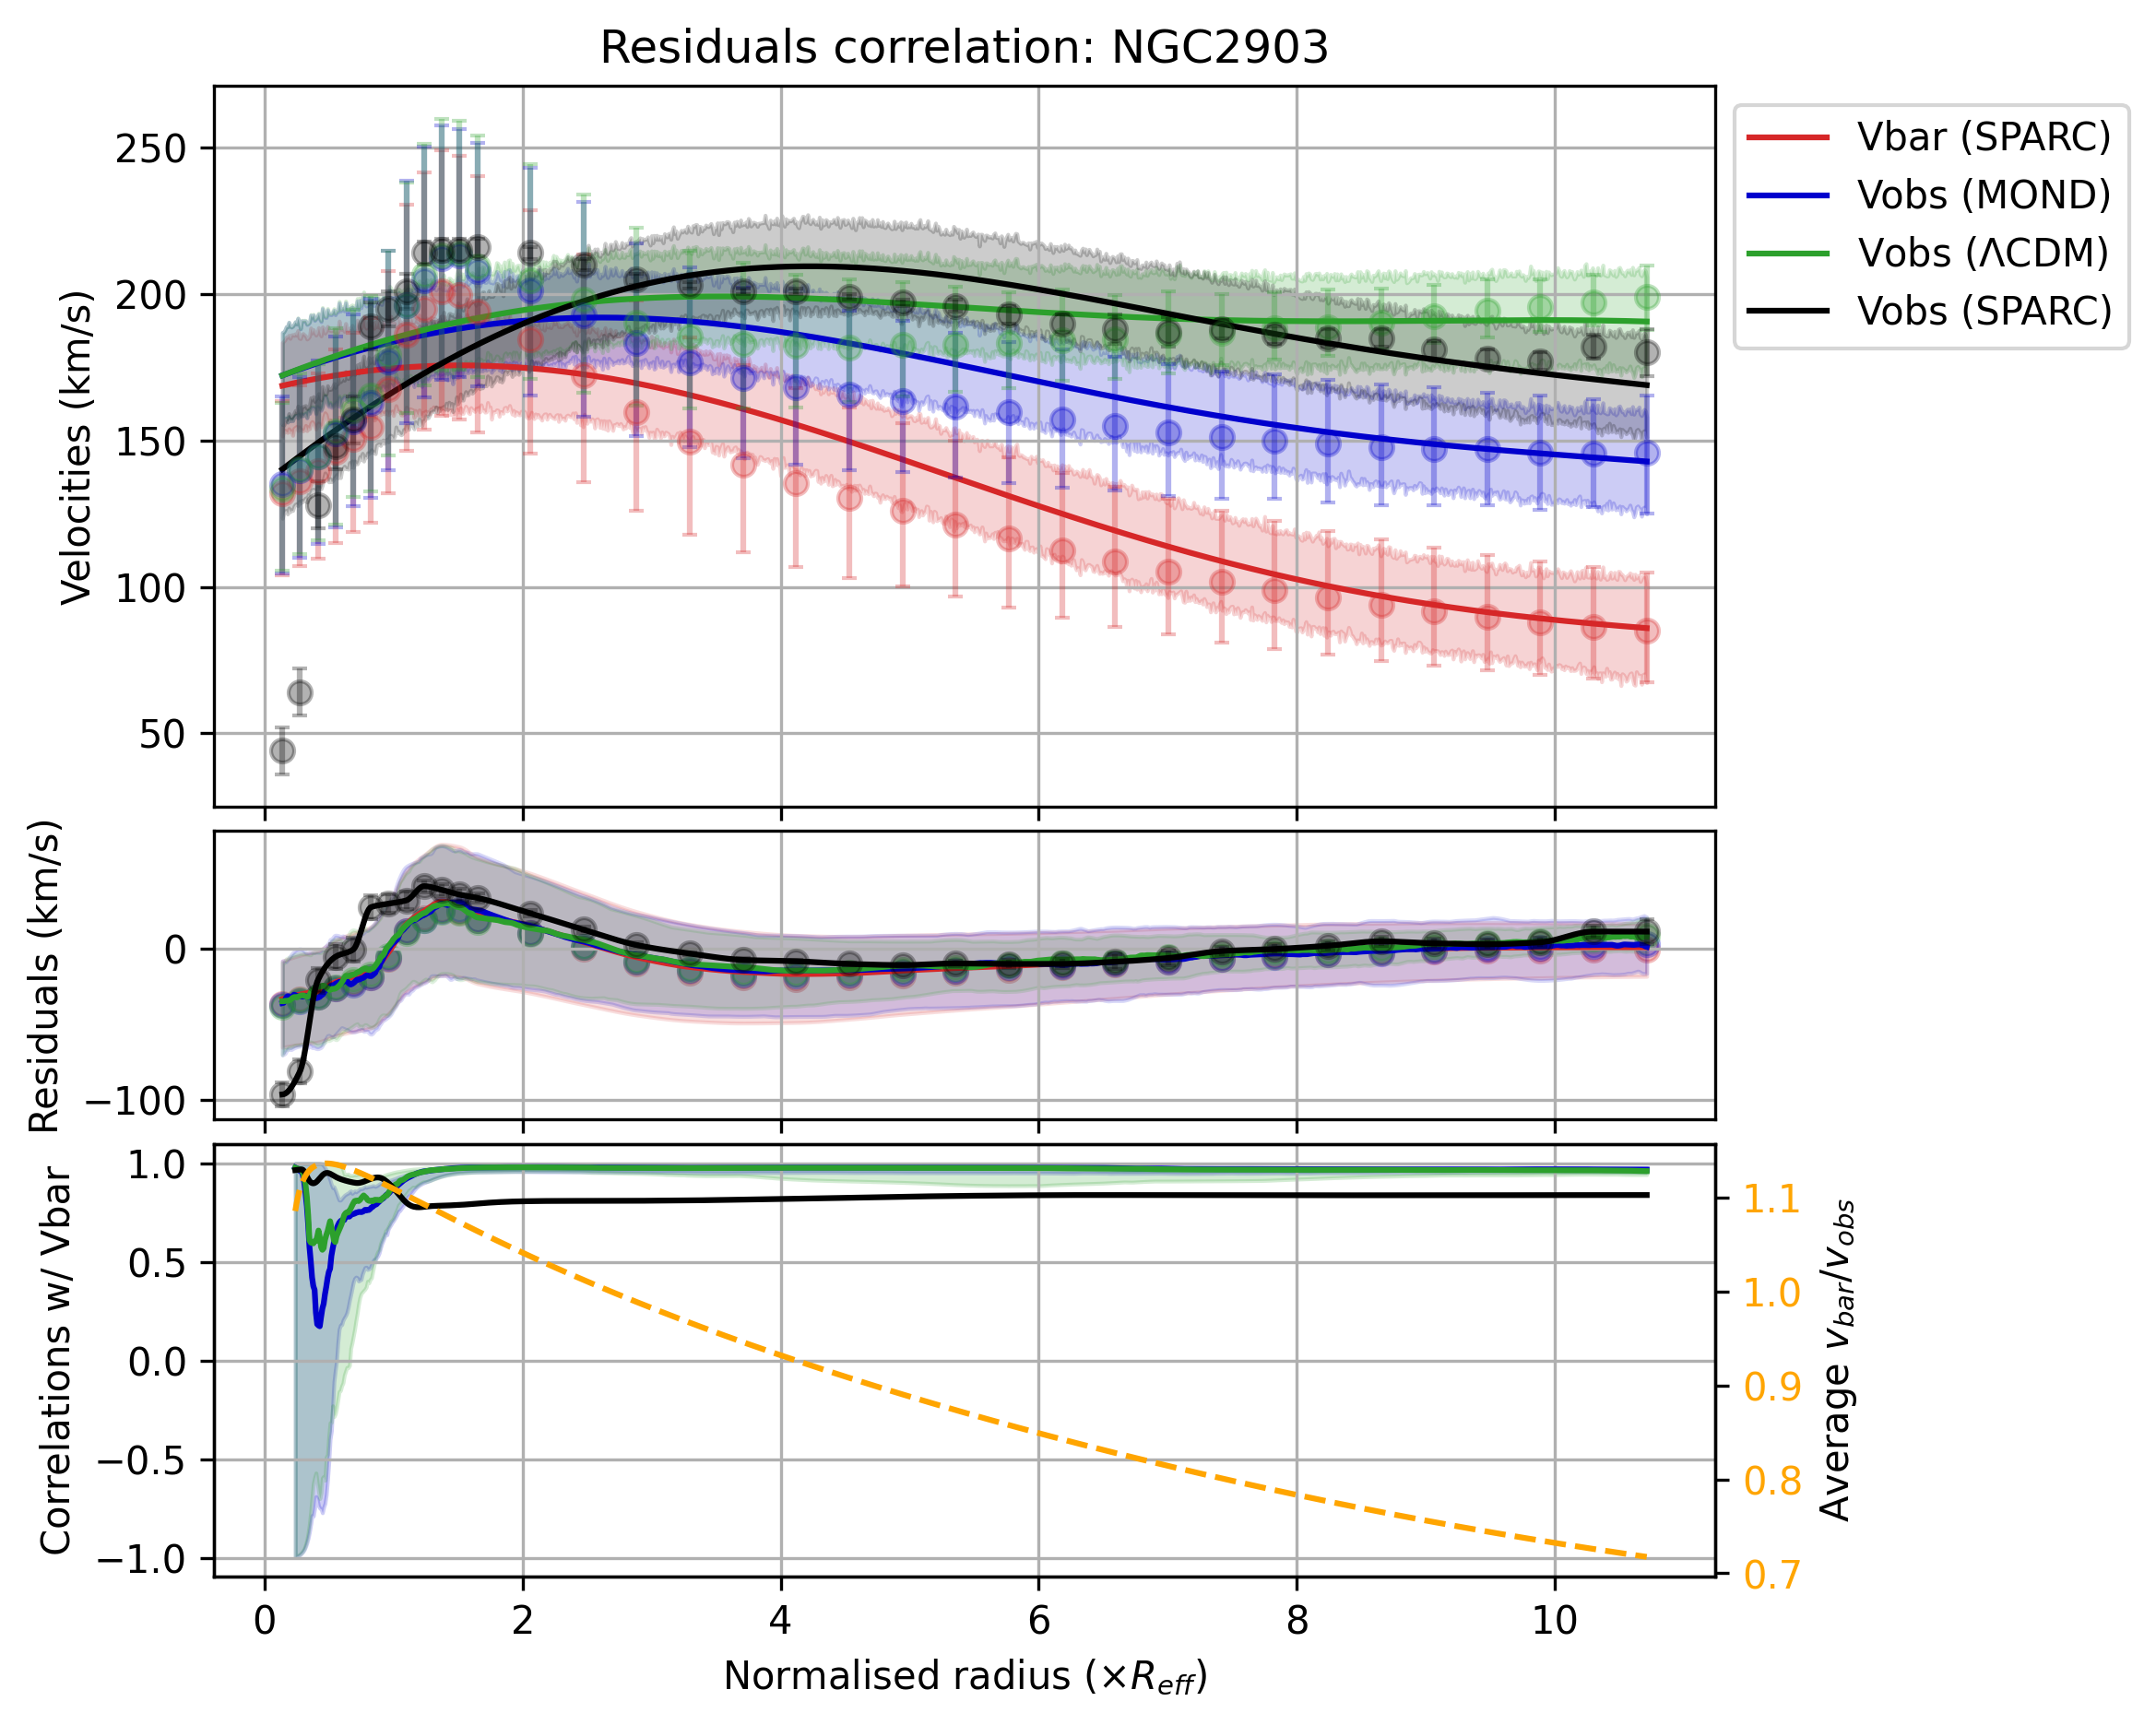 Residuals correlation: NGC2903
Velocities (km/s)
250
200
150
100
50
Vbar (SPARC)
Vobs (MOND)
Vobs (ΛCDM)
Vobs (SPARC)
Residuals (km/s)
0
−100
Correlations w/ Vbar
1.0
0.5
0.0
−0.5
−1.0
1.1
1.0
0.9
0.8
0.7
Average v_bar/v_obs
0 2 4 6 8 10
Normalised radius (×R_eff)